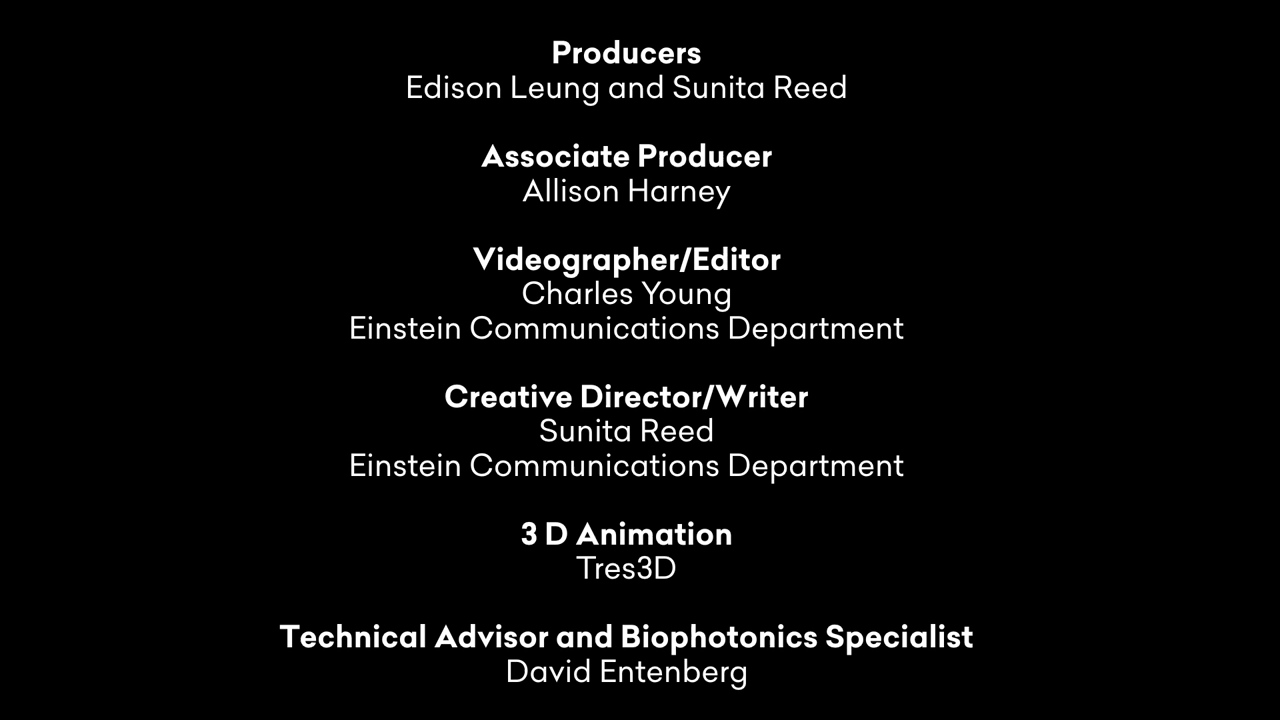 Producers
Edison Leung and Sunita Reed
Associate Producer
Allison Harney
Videographer/Editor
Charles Young
Einstein Communications Department
Creative Director/Writer
Sunita Reed
Einstein Communications Department
3 D Animation
Tres3D
Technical Advisor and Biophotonics Specialist
David Entenberg